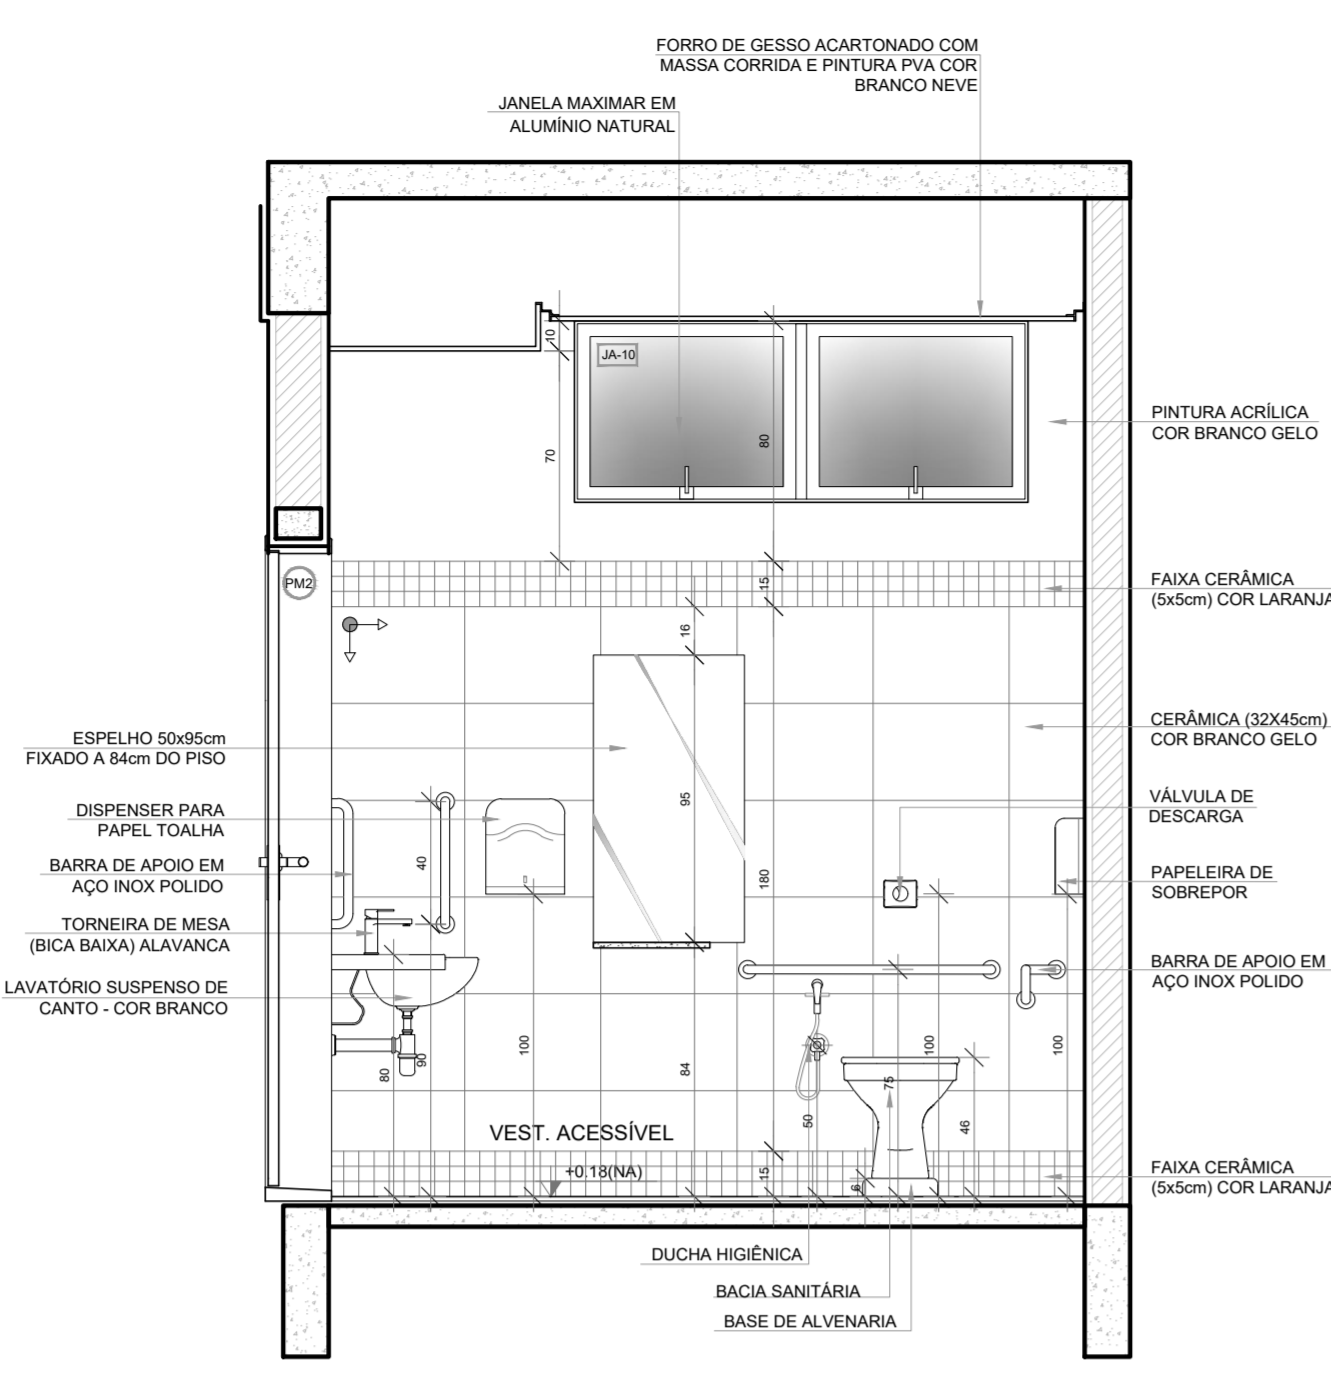 FORRO DE GESSO ACARTONADO COM
MASSA CORRIDA E PINTURA PVA COR
BRANCO NEVE
JANELA MAXIMAR EM
ALUMÍNIO NATURAL
10
JA-10
70
80
PINTURA ACRÍLICA
COR BRANCO GELO
PM2
15
FAIXA CERÂMICA
(5x5cm) COR LARANJA
16
ESPELHO 50x95cm
FIXADO A 84cm DO PISO
CERÂMICA (32X45cm)
COR BRANCO GELO
DISPENSER PARA
PAPEL TOALHA
95
VÁLVULA DE
DESCARGA
BARRA DE APOIO EM
AÇO INOX POLIDO
40
180
PAPELEIRA DE
SOBREPOR
TORNEIRA DE MESA
(BICA BAIXA) ALAVANCA
BARRA DE APOIO EM
AÇO INOX POLIDO
LAVATÓRIO SUSPENSO DE
CANTO - COR BRANCO
80
90
100
84
100
100
75
50
46
VEST. ACESSÍVEL
+0.18(NA)
15
6
FAIXA CERÂMICA
(5x5cm) COR LARANJA
DUCHA HIGIÊNICA
BACIA SANITÁRIA
BASE DE ALVENARIA